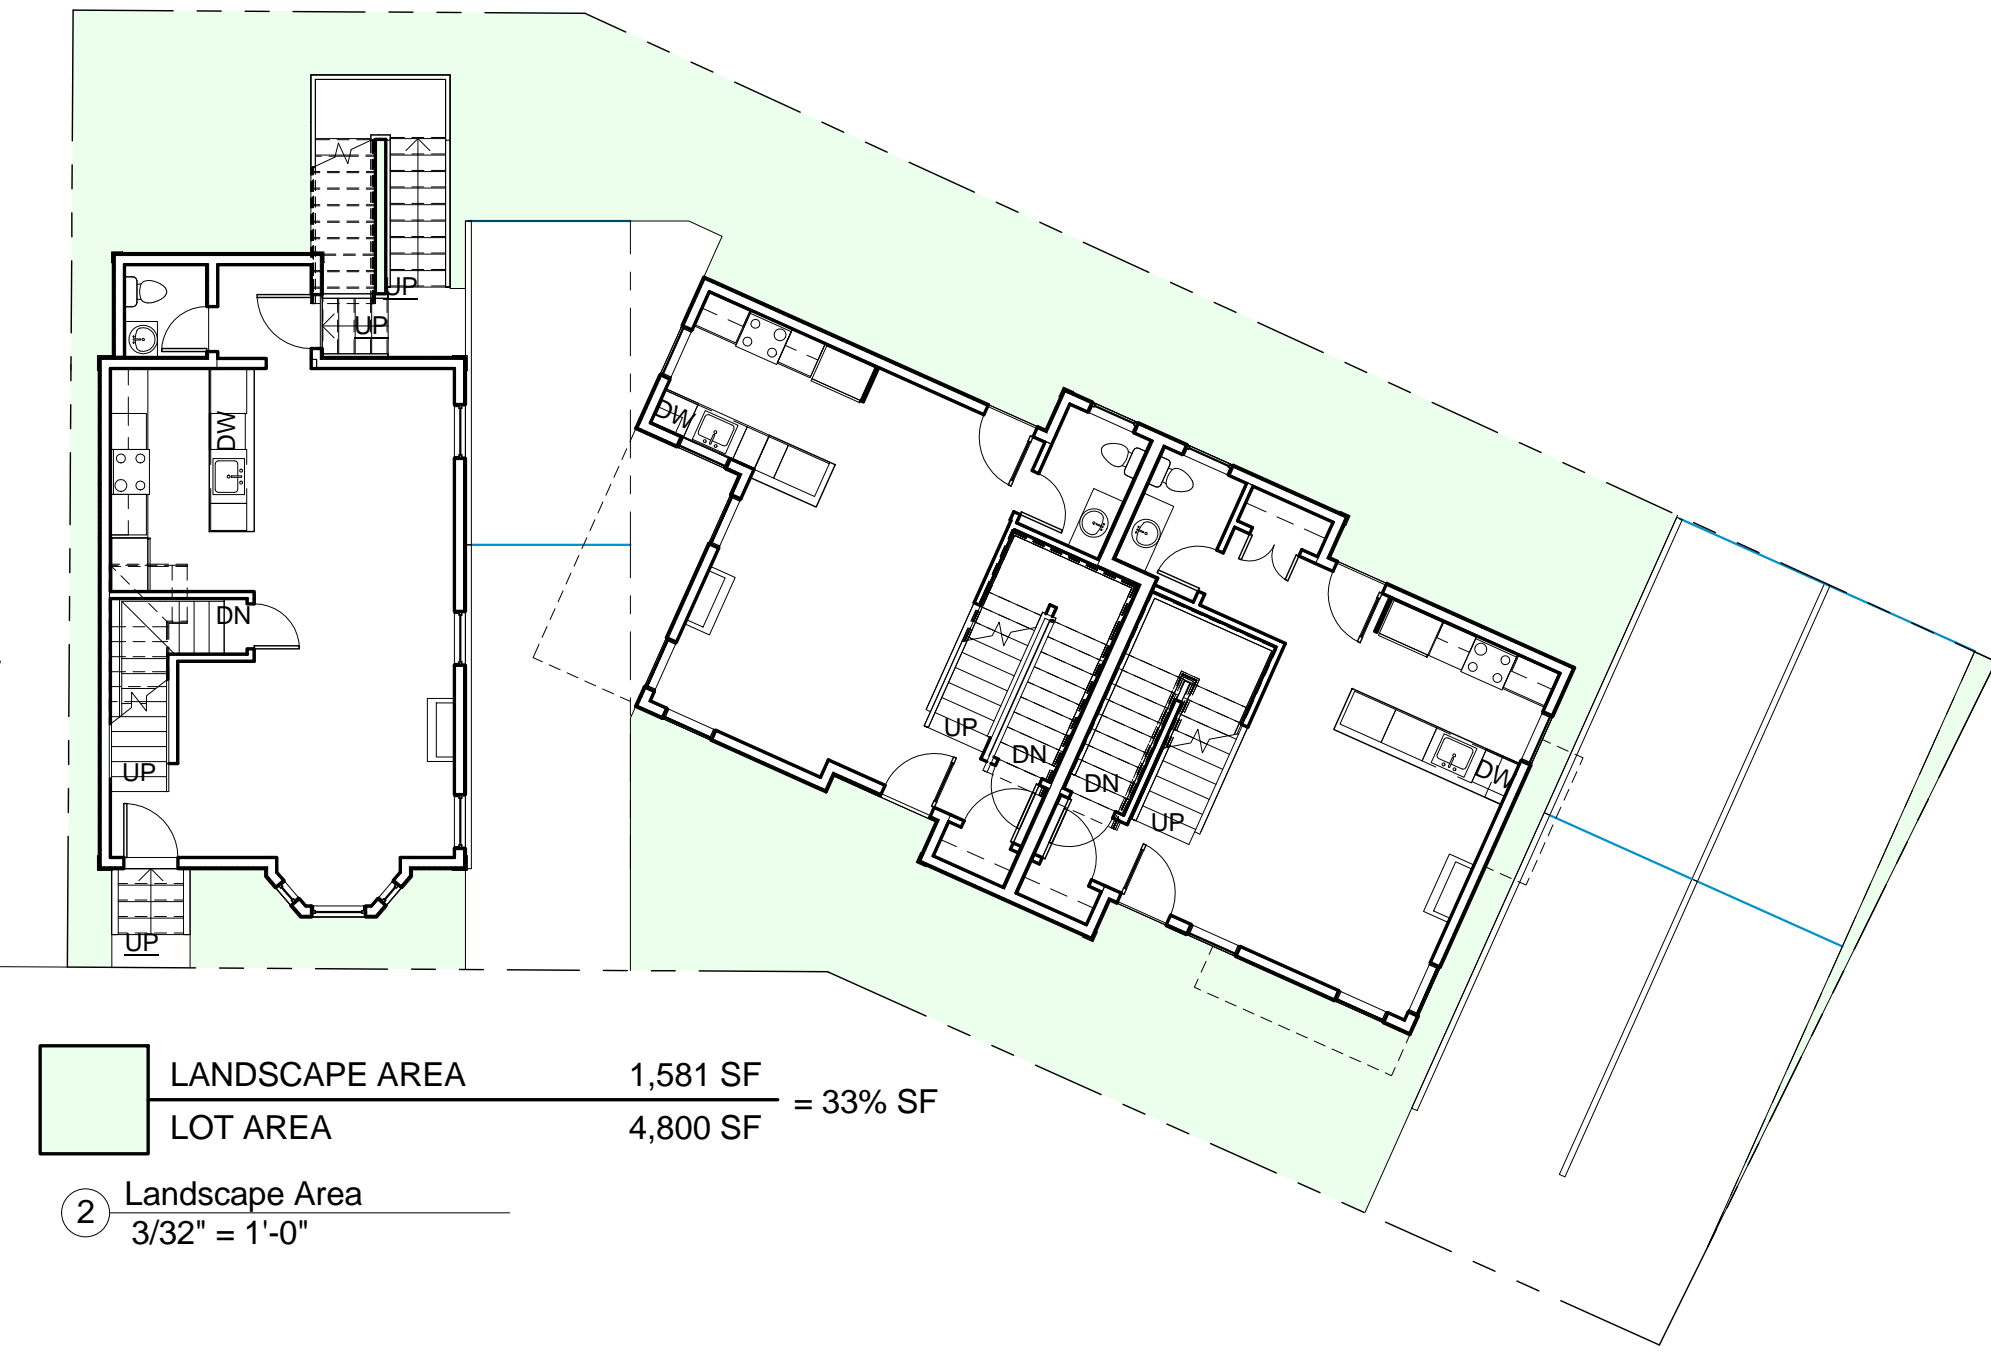 UP
UP
DW
DW
DN
UP
UP
DN
DN
UP
DW
UP
LANDSCAPE AREA 1,581 SF
= 33% SF
LOT AREA 4,800 SF
2 Landscape Area
3/32" = 1'-0"